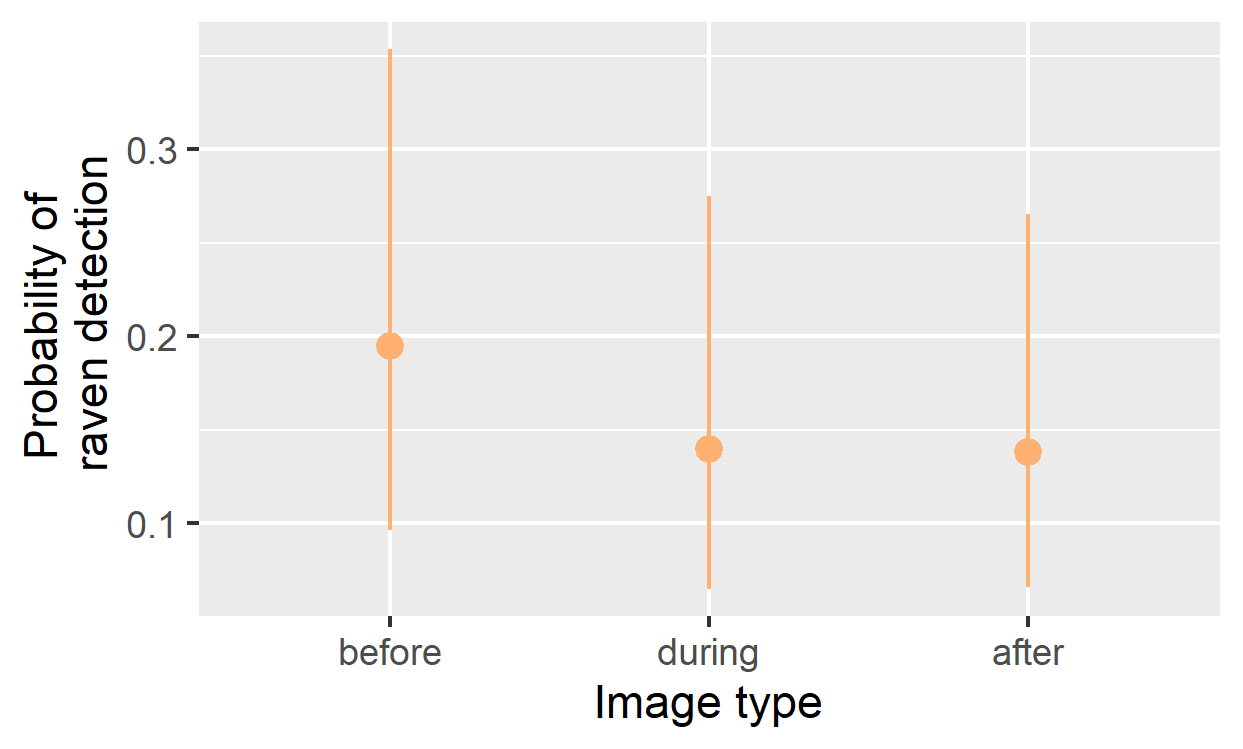 Probability of
raven detection
0.3
0.2
0.1
before
during
after
Image type